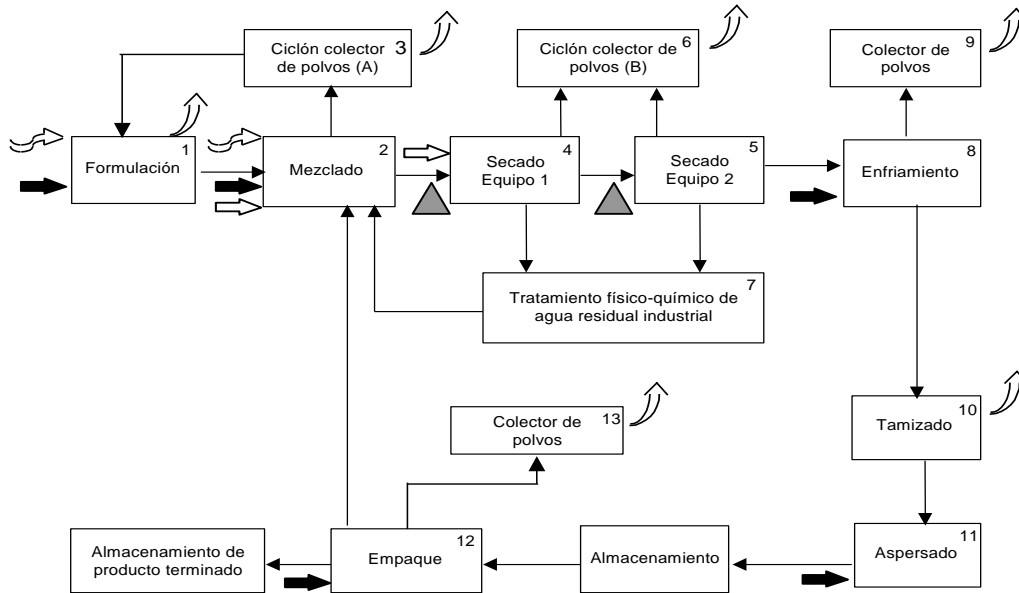 Ciclón colector
de polvos (A)
3
Ciclón colector de
polvos (B)
6
Colector de
polvos
9
Formulación
1
Mezclado
2
Secado
Equipo 1
4
Secado
Equipo 2
5
Enfriamiento
8
Tratamiento físico-químico de
agua residual industrial
7
Colector de
polvos
13
Tamizado
10
Almacenamiento de
producto terminado
Empaque
12
Almacenamiento
Aspersado
11